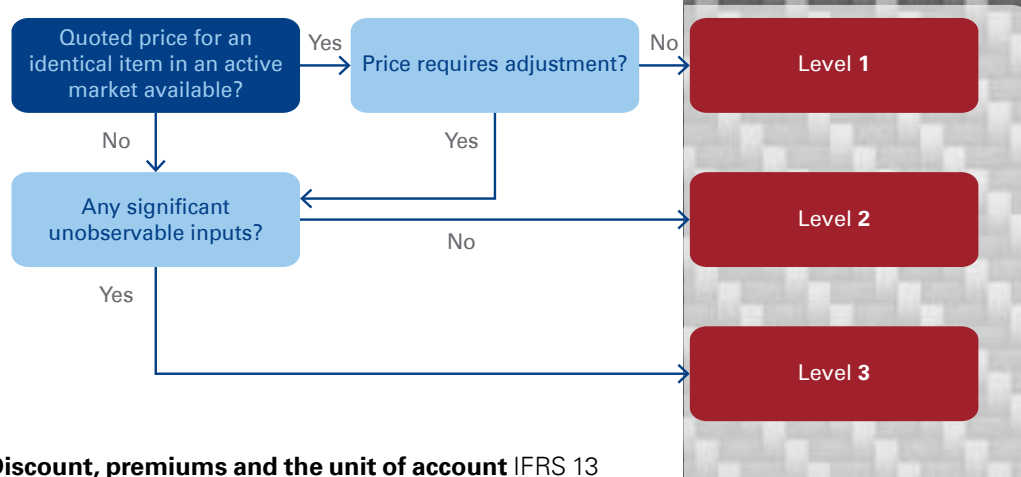 Quoted price for an
identical item in an active
market available?
Yes
Price requires adjustment?
No
Level 1
No
Yes
Any significant
unobservable inputs?
No
Level 2
Yes
Level 3
Discount, premiums and the unit of account IFRS 13